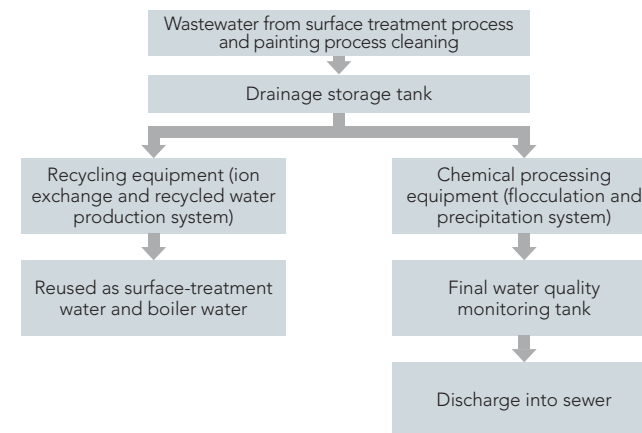 Wastewater from surface treatment process
and painting process cleaning
Drainage storage tank
Recycling equipment (ion
exchange and recycled water
production system)
Chemical processing
equipment (flocculation and
precipitation system)
Reused as surface-treatment
water and boiler water
Final water quality
monitoring tank
Discharge into sewer